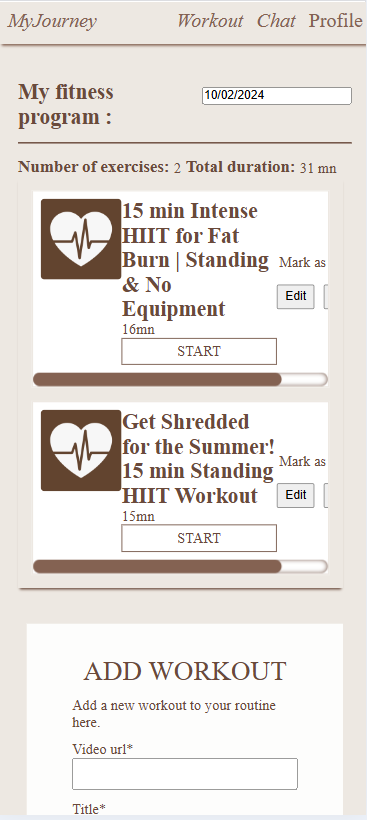 MyJourney Workout Chat Profile
My fitness
program :
10/02/2024
Number of exercises: 2 Total duration: 31 mn
15 min Intense
HIIT for Fat
Burn | Standing
& No
Equipment
16mn
START
Mark as
Edit
Get Shredded
for the Summer!
15 min Standing
HIIT Workout
15mn
START
Mark as
Edit
ADD WORKOUT
Add a new workout to your routine
here.
Video url*
Title*